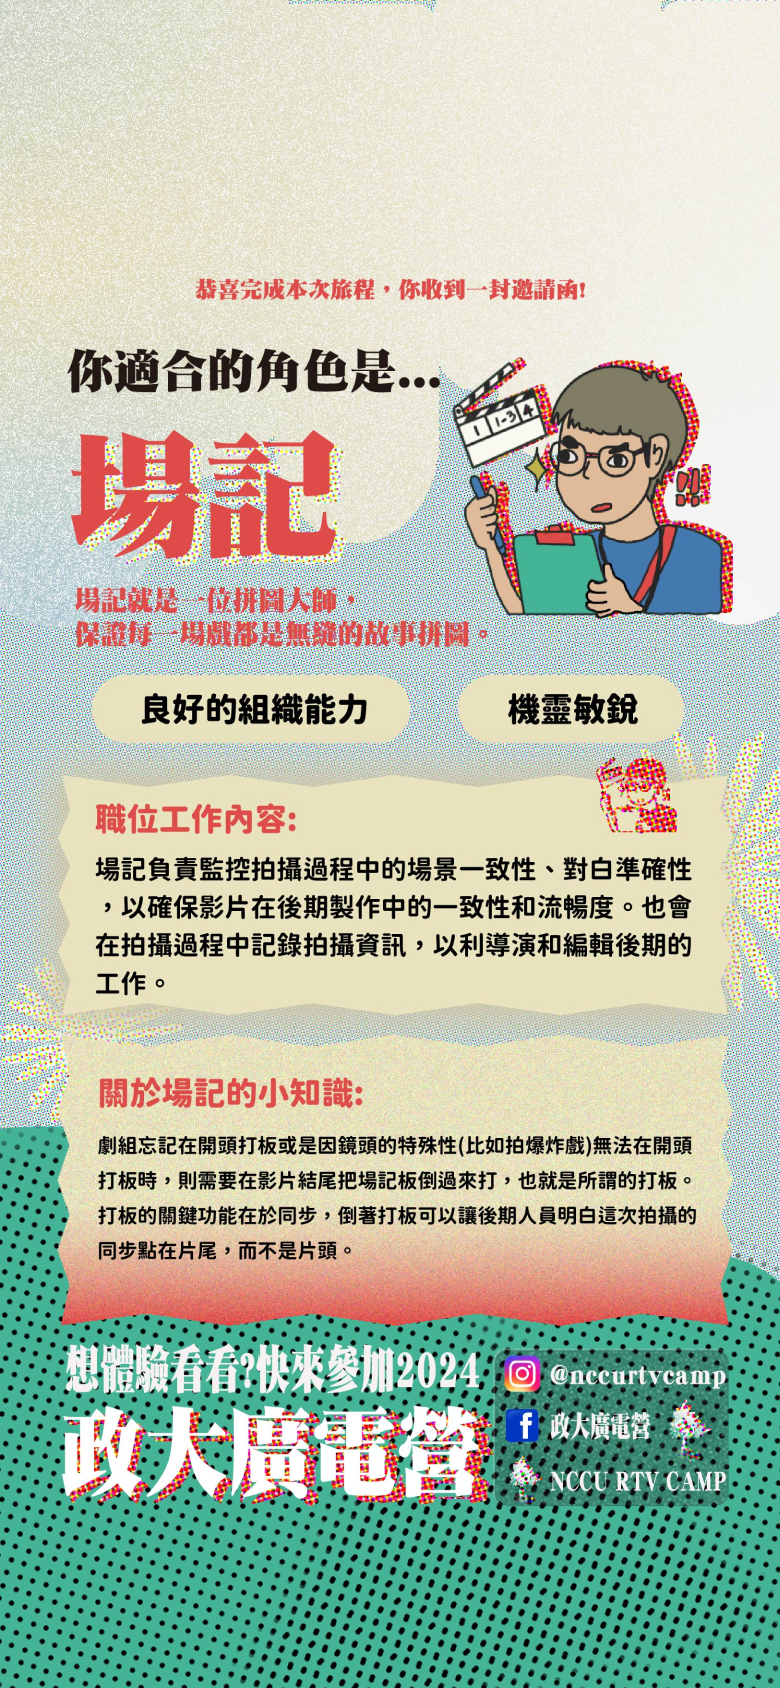 恭喜完成本次旅程，你收到一封邀請函!
你適合的角色是...
1 1-3 4
場記
!!
場記就是一位拼圖大師，
保證每一場戲都是無縫的故事拼圖。
良好的組織能力
機靈敏銳
職位工作內容:
場記負責監控拍攝過程中的場景一致性、對白準確性
，以確保影片在後期製作中的一致性和流暢度。也會
在拍攝過程中記錄拍攝資訊，以利導演和編輯後期的
工作。
關於場記的小知識:
劇組忘記在開頭打板或是因鏡頭的特殊性(比如拍爆炸戲)無法在開頭
打板時，則需要在影片結尾把場記板倒過來打，也就是所謂的打板。
打板的關鍵功能在於同步，倒著打板可以讓後期人員明白這次拍攝的
同步點在片尾，而不是片頭。
想體驗看看?快來參加2024
政大廣電營
@nccurtvcamp
政大廣電營
NCCU RTV CAMP